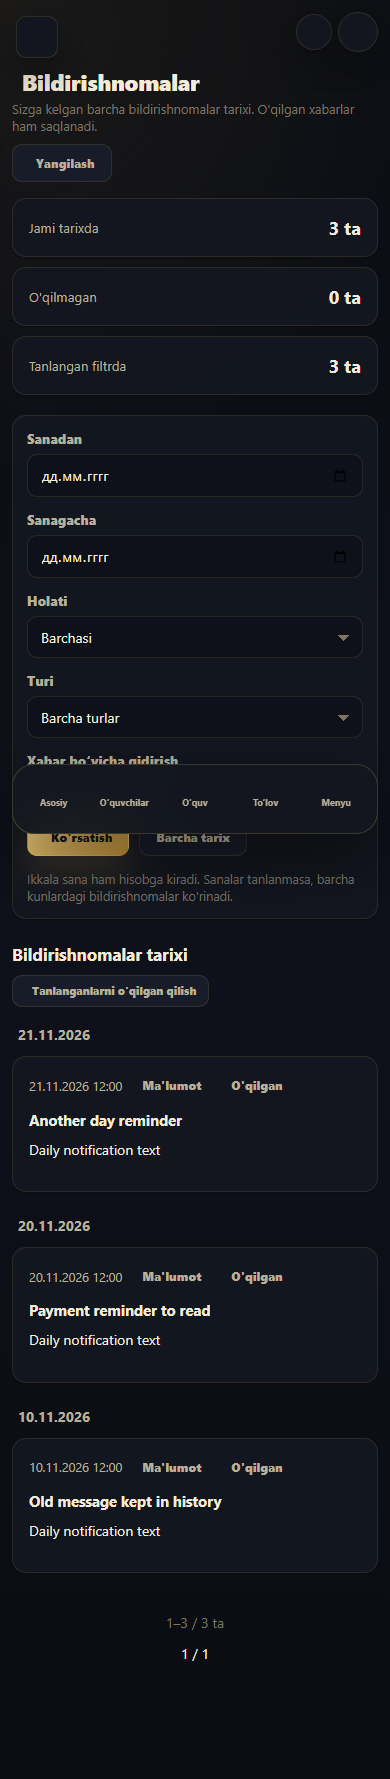 Bildirishnomalar
Sizga kelgan barcha bildirishnomalar tarixi. O'qilgan xabarlar
ham saqlanadi.
Yangilash
Jami tarixda 3 ta
O'qilmagan 0 ta
Tanlangan filtrda 3 ta
Sanadan
дд.мм.гггг
Sanagacha
дд.мм.гггг
Holati
Barchasi
Turi
Barcha turlar
Xabar bo‘yicha qidirish
Asosiy O‘quvchilar O‘quv To‘lov Menyu
Ko'rsatish Barcha tarix
Ikkala sana ham hisobga kiradi. Sanalar tanlanmasa, barcha
kunlardagi bildirishnomalar ko'rinadi.
Bildirishnomalar tarixi
Tanlanganlarni o'qilgan qilish
21.11.2026
21.11.2026 12:00 Ma'lumot O'qilgan
Another day reminder
Daily notification text
20.11.2026
20.11.2026 12:00 Ma'lumot O'qilgan
Payment reminder to read
Daily notification text
10.11.2026
10.11.2026 12:00 Ma'lumot O'qilgan
Old message kept in history
Daily notification text
1–3 / 3 ta
1 / 1